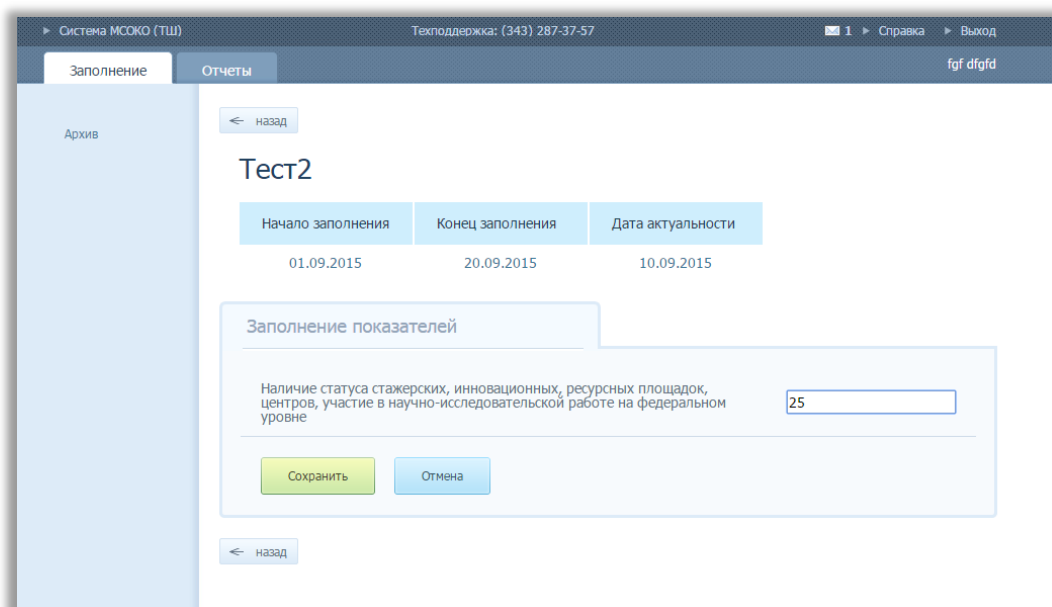 Система МСОКО (ТШ)
Техподдержка: (343) 287-37-57
1
Справка
Выход
Заполнение
Отчеты
fgf dfgfd
Архив
назад
Тест2
Начало заполнения Конец заполнения Дата актуальности
01.09.2015 20.09.2015 10.09.2015
Заполнение показателей
Наличие статуса стажерских, инновационных, ресурсных площадок,
центров, участие в научно-исследовательской работе на федеральном
уровне
25
Сохранить
Отмена
назад